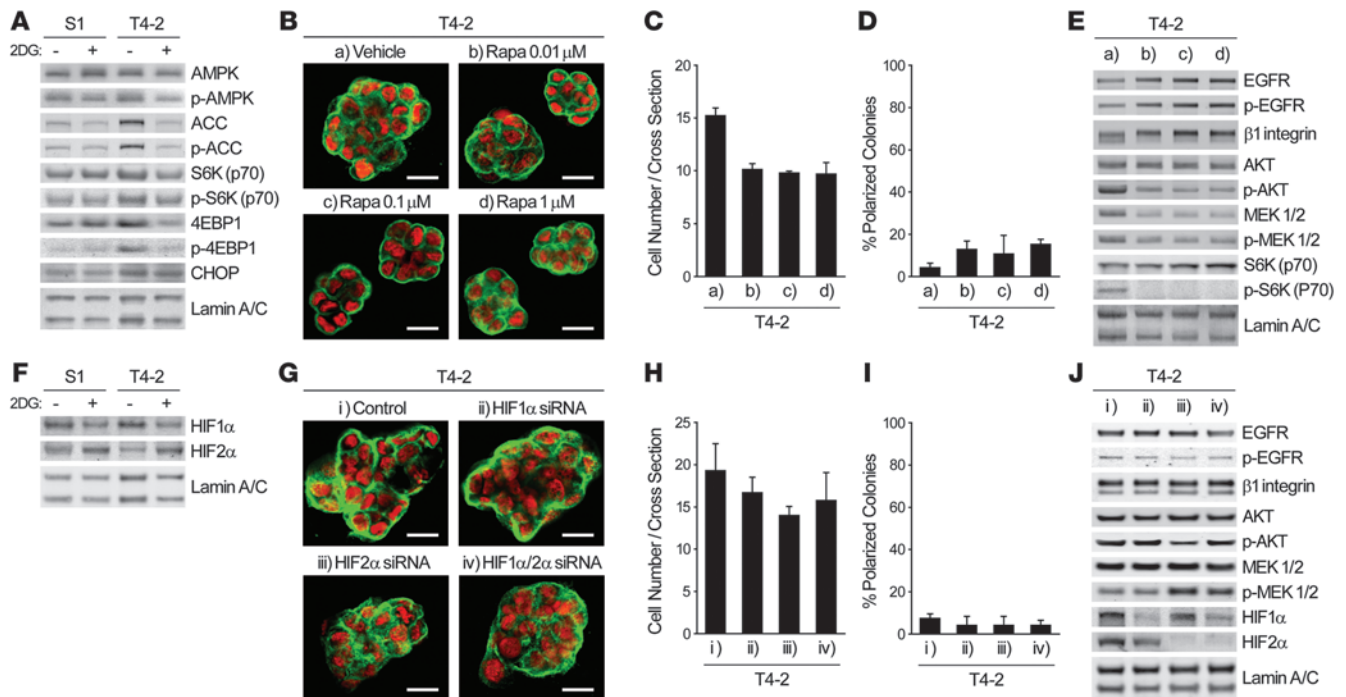 A
S1 T4-2
2DG: - + - +
AMPK
p-AMPK
ACC
p-ACC
S6K (p70)
p-S6K (p70)
4EBP1
p-4EBP1
CHOP
Lamin A/C
B
T4-2
a) Vehicle b) Rapa 0.01 μM
c) Rapa 0.1 μM d) Rapa 1 μM
C
Cell Number / Cross Section
20
15
10
5
0
a) b) c) d)
T4-2
D
% Polarized Colonies
100
80
60
40
20
0
a) b) c) d)
T4-2
E
T4-2
a) b) c) d)
EGFR
p-EGFR
β1 integrin
AKT
p-AKT
MEK 1/2
p-MEK 1/2
S6K (p70)
p-S6K (P70)
Lamin A/C
F
S1 T4-2
2DG: - + - +
HIF1α
HIF2α
Lamin A/C
G
T4-2
i ) Control ii) HIF1α siRNA
iii) HIF2α siRNA iv) HIF1α/2α siRNA
H
Cell Number / Cross Section
25
20
15
10
5
0
i ) ii) iii) iv)
T4-2
I
% Polarized Colonies
100
80
60
40
20
0
i ) ii) iii) iv)
T4-2
J
T4-2
i ) ii) iii) iv)
EGFR
p-EGFR
β1 integrin
AKT
p-AKT
MEK 1/2
p-MEK 1/2
HIF1α
HIF2α
Lamin A/C